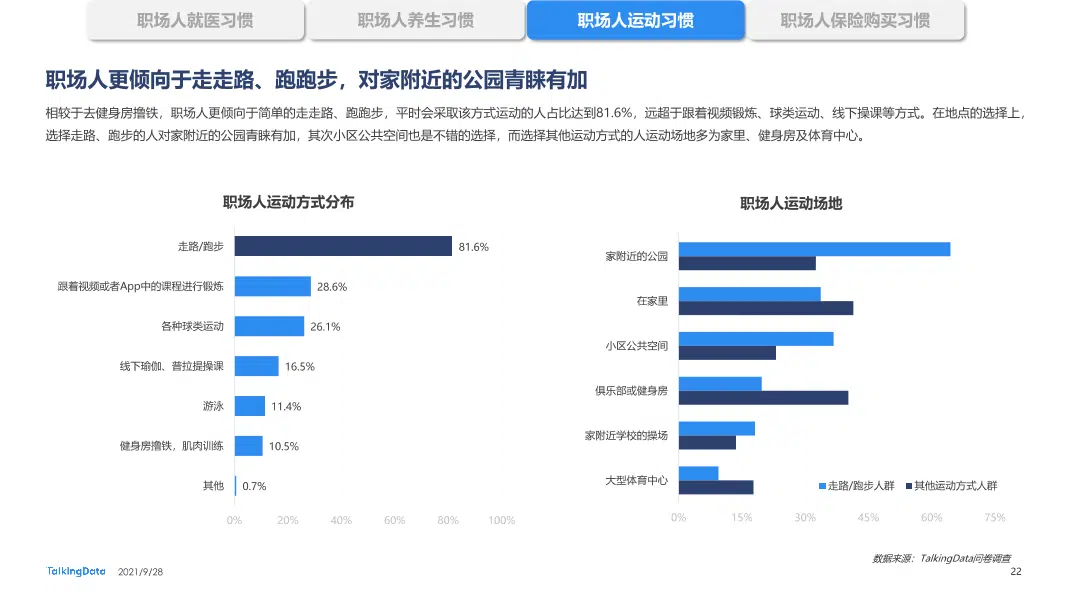 职场人就医习惯
职场人养生习惯
职场人运动习惯
职场人保险购买习惯
职场人更倾向于走走路、跑跑步，对家附近的公园青睐有加
相较于去健身房撸铁，职场人更倾向于简单的走走路、跑跑步，平时会采取该方式运动的人占比达到81.6%，远超于跟着视频锻炼、球类运动、线下操课等方式。在地点的选择上，
选择走路、跑步的人对家附近的公园青睐有加，其次小区公共空间也是不错的选择，而选择其他运动方式的人运动场地多为家里、健身房及体育中心。
职场人运动方式分布
走路/跑步 81.6%
跟着视频或者App中的课程进行锻炼 28.6%
各种球类运动 26.1%
线下瑜伽、普拉提操课 16.5%
游泳 11.4%
健身房撸铁，肌肉训练 10.5%
其他 0.7%
0% 20% 40% 60% 80% 100%
职场人运动场地
家附近的公园
在家里
小区公共空间
俱乐部或健身房
家附近学校的操场
大型体育中心
走路/跑步人群 其他运动方式人群
0% 15% 30% 45% 60% 75%
数据来源：TalkingData问卷调查
TalkingData 2021/9/28
22